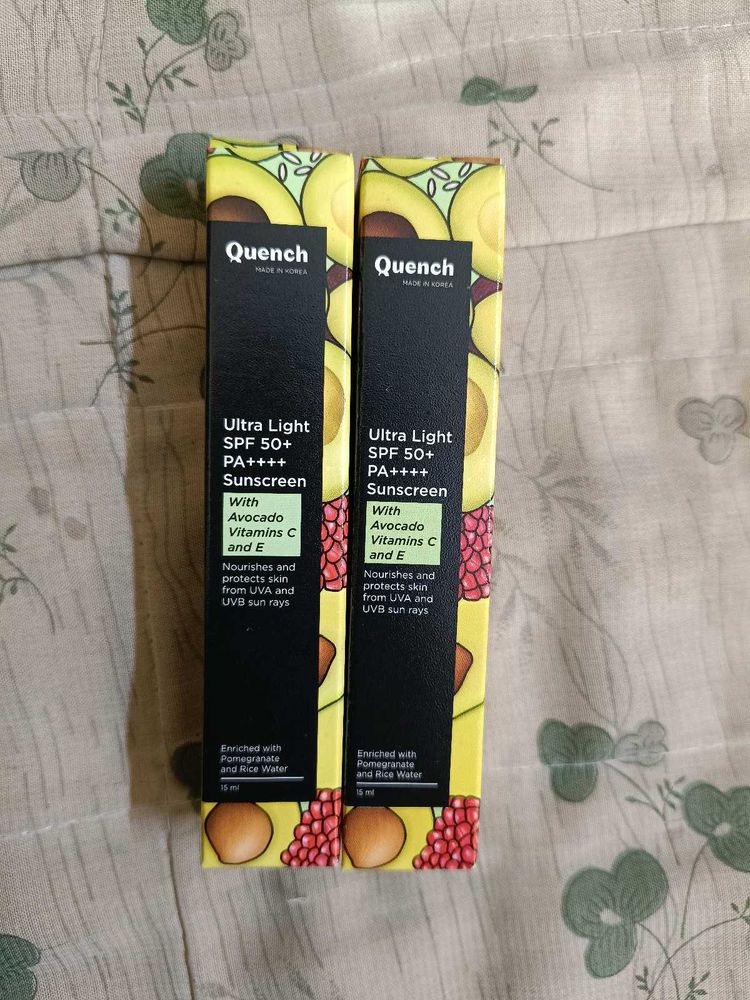 Quench
MADE IN KOREA
Ultra Light
SPF 50+
PA++++
Sunscreen
With
Avocado
Vitamins C
and E
Nourishes and
protects skin
from UVA and
UVB sun rays
Enriched with
Pomegranate
and Rice Water
15 ml
Quench
MADE IN KOREA
Ultra Light
SPF 50+
PA++++
Sunscreen
With
Avocado
Vitamins C
and E
Nourishes and
protects skin
from UVA and
UVB sun rays
Enriched with
Pomegranate
and Rice Water
15 ml